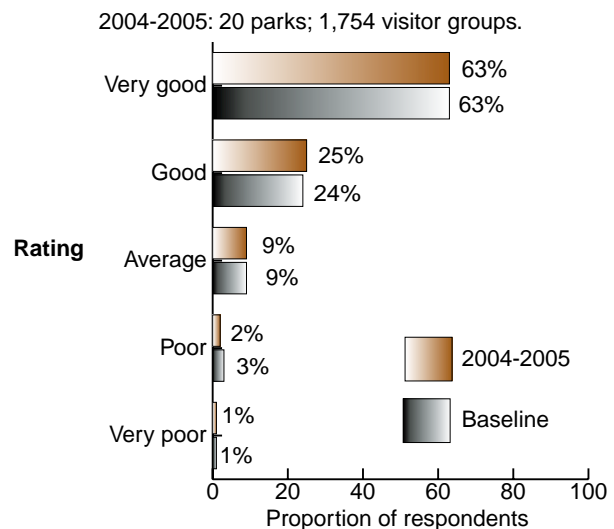 2004-2005: 20 parks; 1,754 visitor groups.
Very good
63%
63%
Good
25%
24%
Rating
Average
9%
9%
Poor
2%
3%
2004-2005
Baseline
Very poor
1%
1%
0 20 40 60 80 100
Proportion of respondents